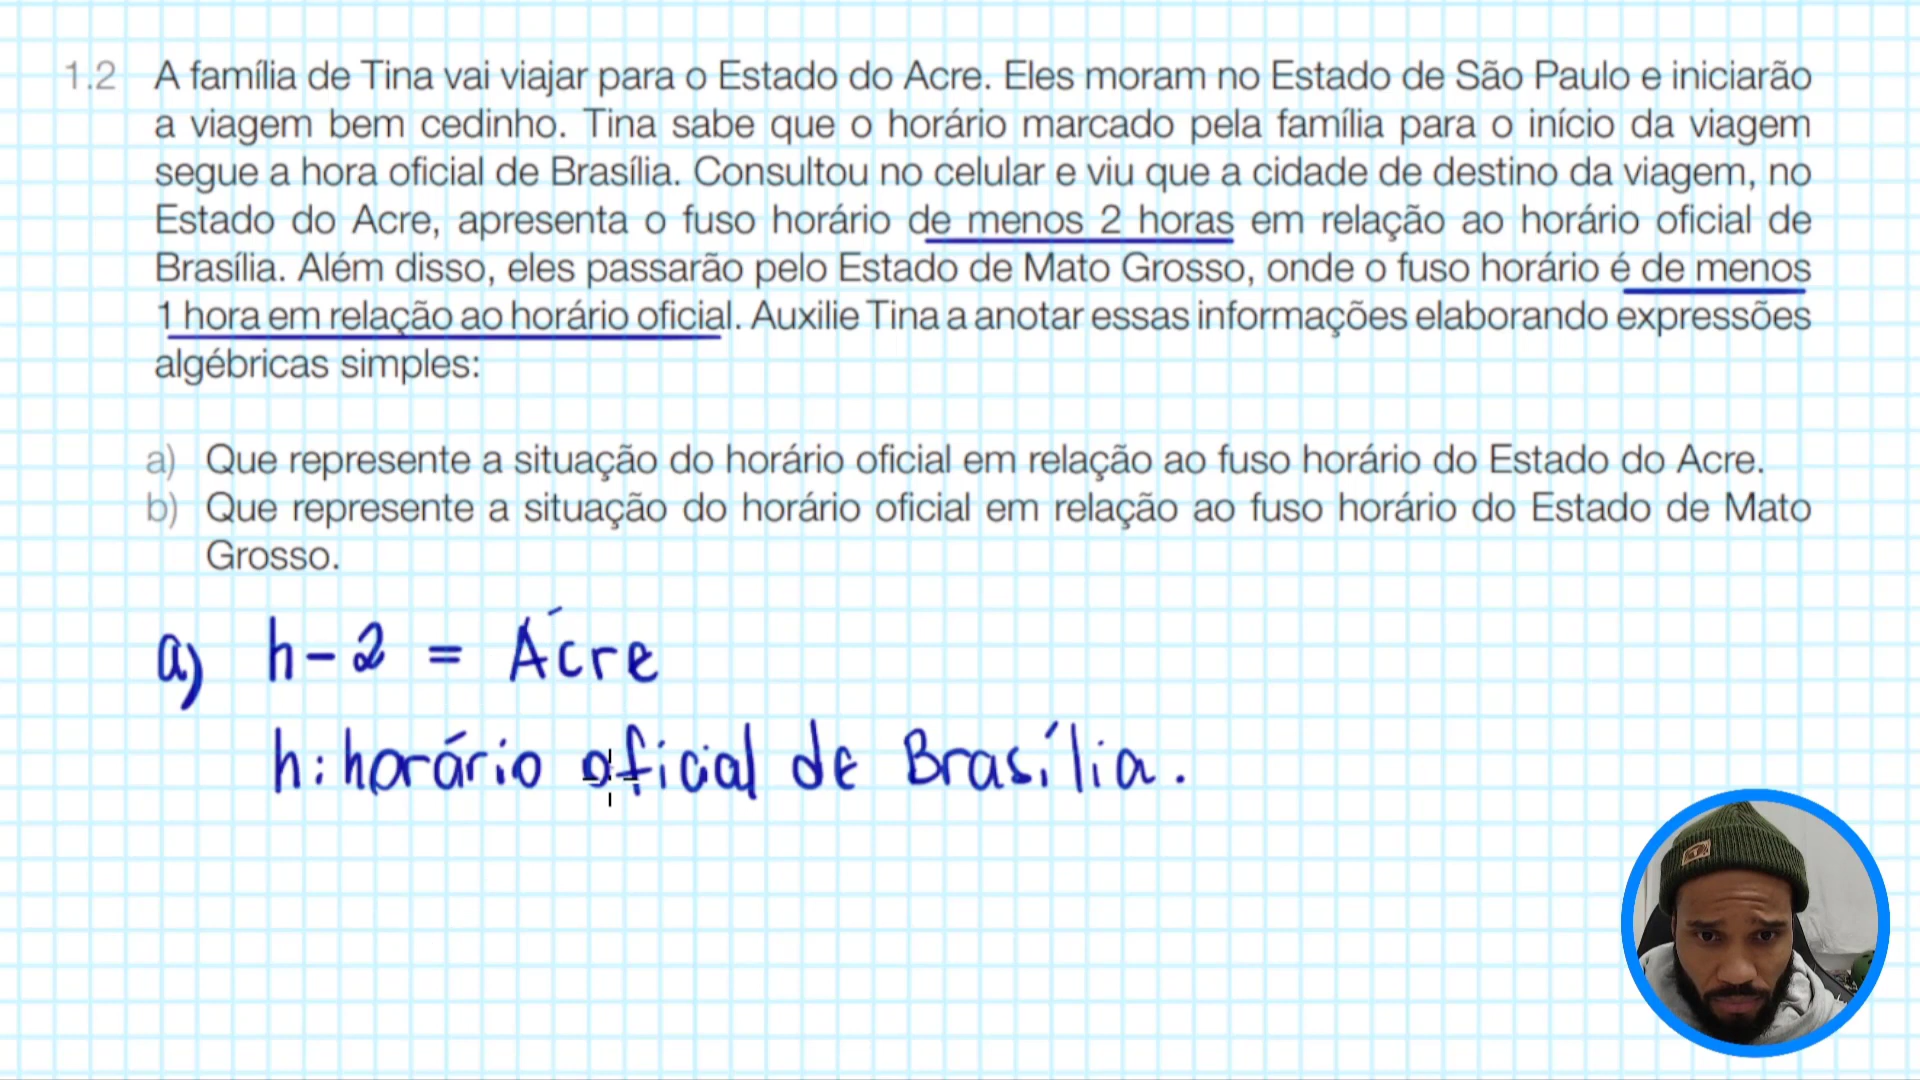 1.2 A família de Tina vai viajar para o Estado do Acre. Eles moram no Estado de São Paulo e iniciarão
a viagem bem cedinho. Tina sabe que o horário marcado pela família para o início da viagem
segue a hora oficial de Brasília. Consultou no celular e viu que a cidade de destino da viagem, no
Estado do Acre, apresenta o fuso horário de menos 2 horas em relação ao horário oficial de
Brasília. Além disso, eles passarão pelo Estado de Mato Grosso, onde o fuso horário é de menos
1 hora em relação ao horário oficial. Auxilie Tina a anotar essas informações elaborando expressões
algébricas simples:
a) Que represente a situação do horário oficial em relação ao fuso horário do Estado do Acre.
b) Que represente a situação do horário oficial em relação ao fuso horário do Estado de Mato
Grosso.
a) h - 2 = Ácre
h: horário oficial de Brasília.